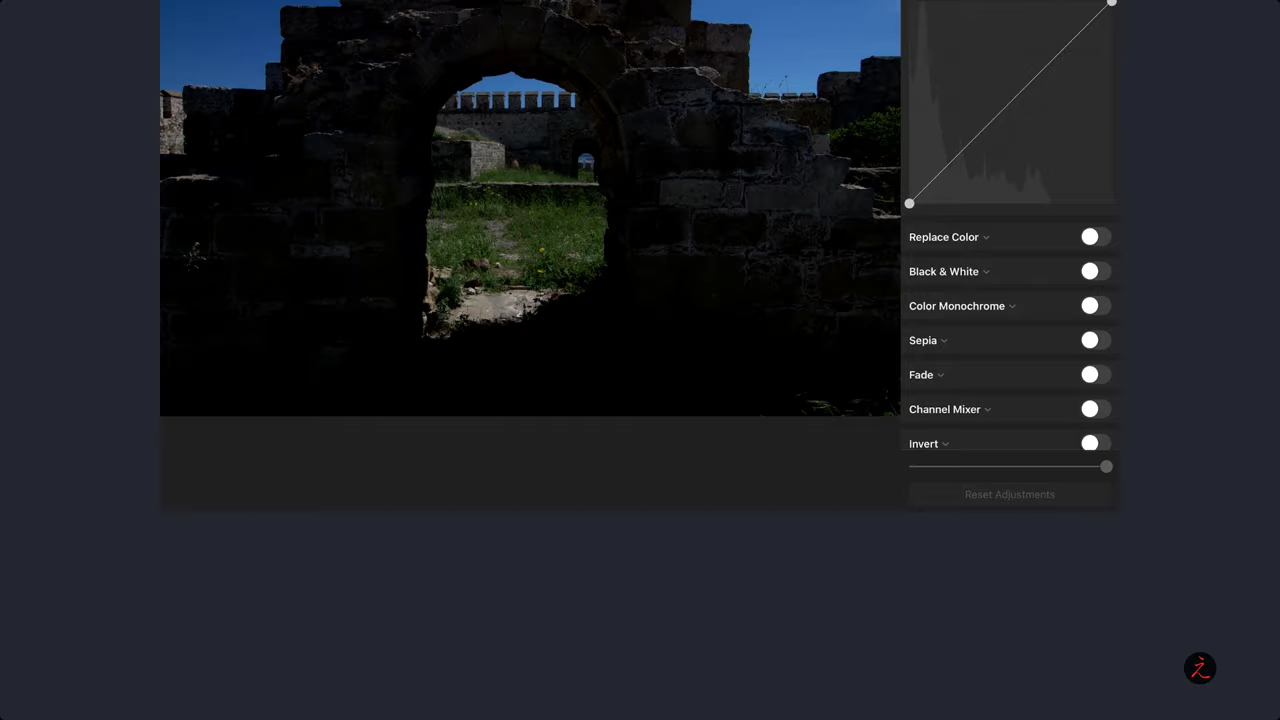 Replace Color
Black & White
Color Monochrome
Sepia
Fade
Channel Mixer
Invert
Reset Adjustments